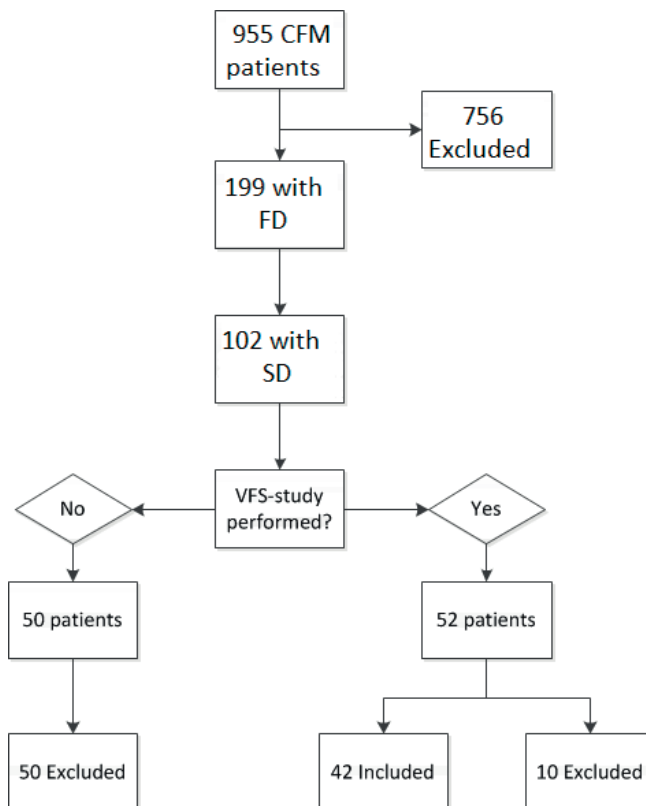 955 CFM
patients
756
Excluded
199 with
FD
102 with
SD
VFS-study
performed?
No
Yes
50 patients
52 patients
50 Excluded
42 Included
10 Excluded